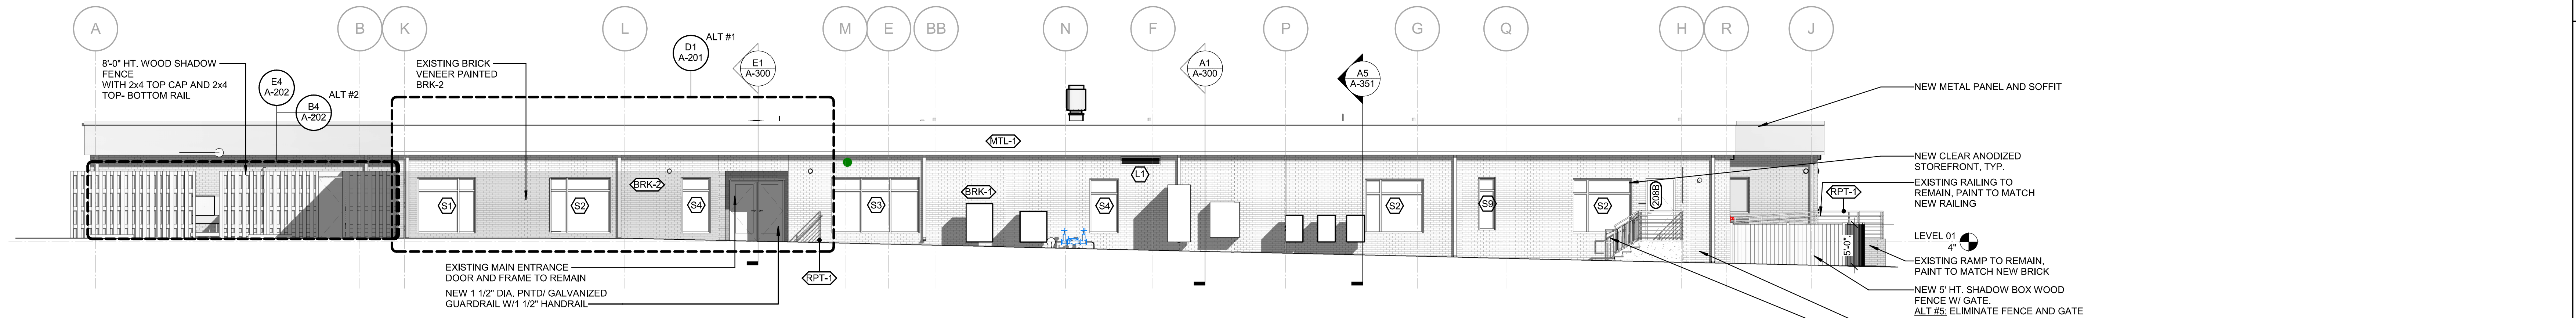 A
B
K
L
M
E
BB
N
F
P
G
Q
H
R
J
8'-0" HT. WOOD SHADOW
FENCE
WITH 2x4 TOP CAP AND 2x4
TOP- BOTTOM RAIL
E4
A-202
B4
A-202
ALT #2
EXISTING BRICK
VENEER PAINTED
BRK-2
D1
A-201
ALT #1
E1
A-300
A1
A-300
A5
A-351
NEW METAL PANEL AND SOFFIT
MTL-1
NEW CLEAR ANODIZED
STOREFRONT, TYP.
EXISTING RAILING TO
REMAIN, PAINT TO MATCH
NEW RAILING
RPT-1
L1
BRK-2
BRK-1
208B
S1
S2
S4
S3
S4
S2
S9
S2
LEVEL 01
4"
5'-0"
EXISTING RAMP TO REMAIN,
PAINT TO MATCH NEW BRICK
EXISTING MAIN ENTRANCE
DOOR AND FRAME TO REMAIN
NEW 1 1/2" DIA. PNTD/ GALVANIZED
GUARDRAIL W/1 1/2" HANDRAIL
RPT-1
NEW 5' HT. SHADOW BOX WOOD
FENCE W/ GATE.
ALT #5: ELIMINATE FENCE AND GATE